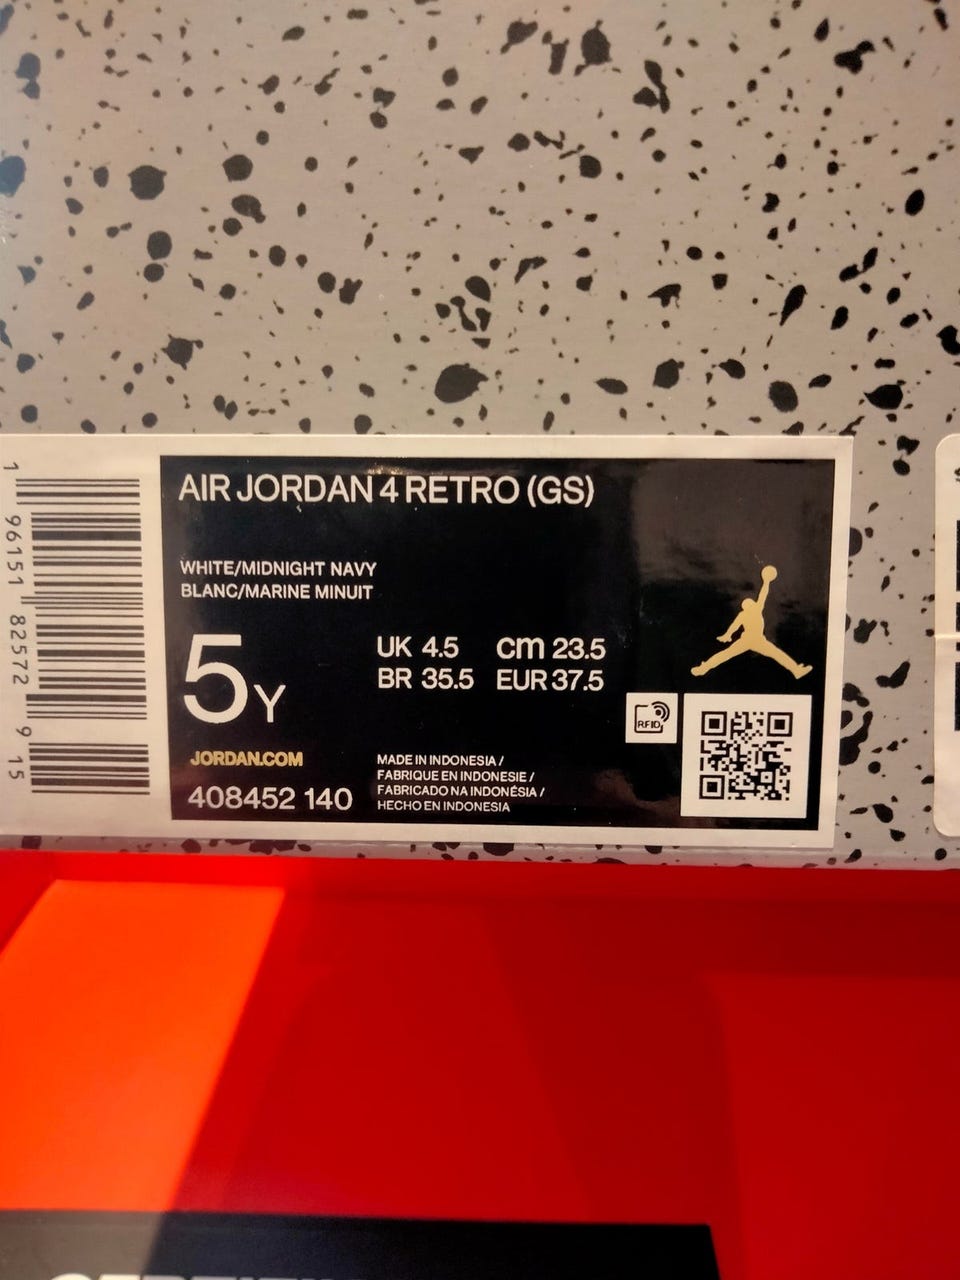 1
96151
82572
9
15
AIR JORDAN 4 RETRO (GS)
WHITE/MIDNIGHT NAVY
BLANC/MARINE MINUIT
5Y
UK 4.5 cm 23.5
BR 35.5 EUR 37.5
RFID
JORDAN.COM
408452 140
MADE IN INDONESIA /
FABRIQUE EN INDONESIE /
FABRICADO NA INDONÉSIA /
HECHO EN INDONESIA